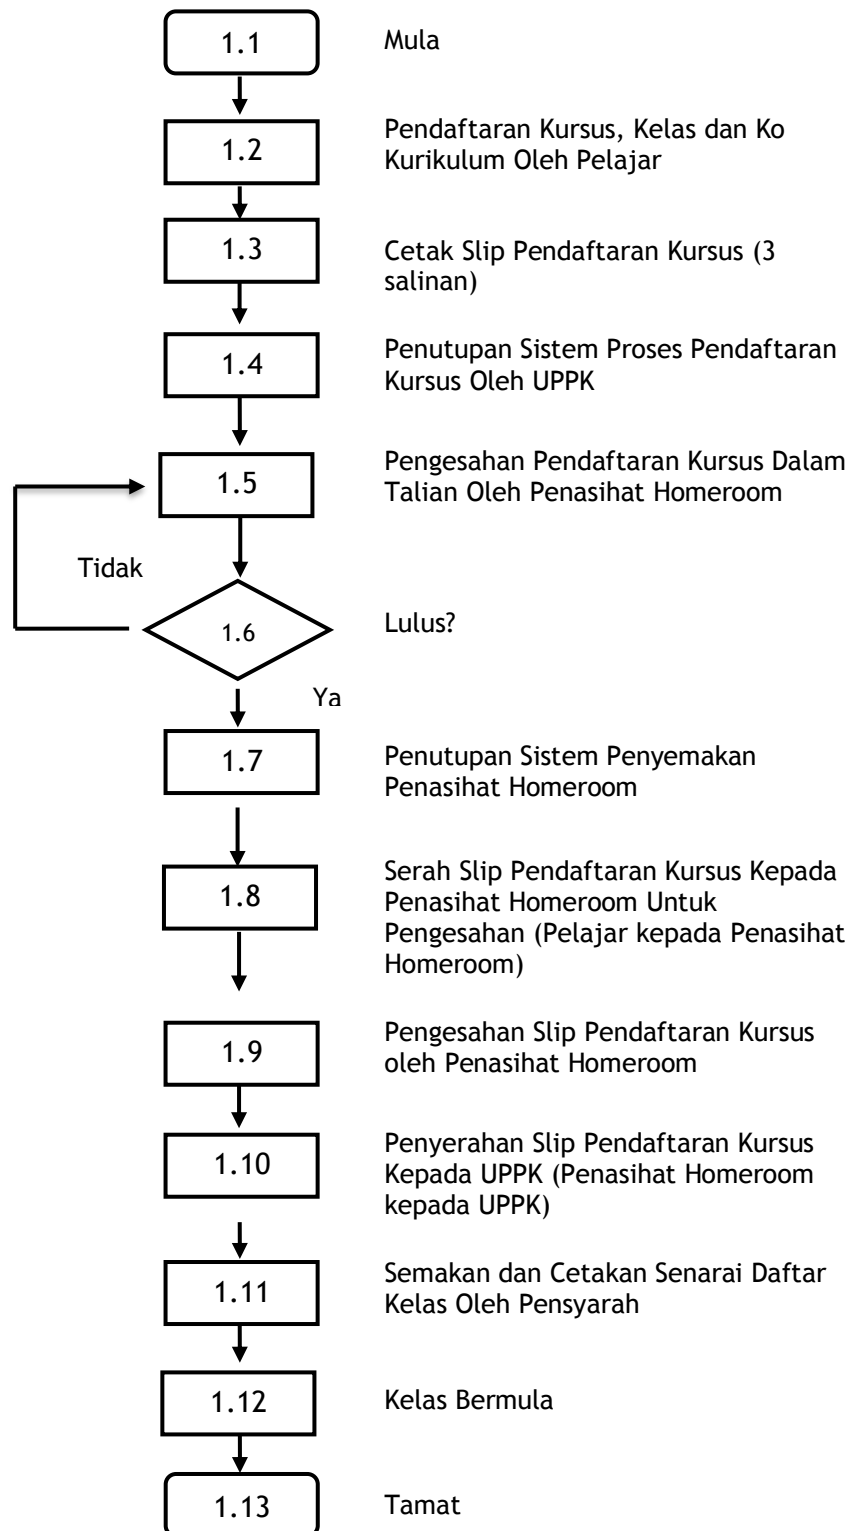 1.1
Mula
1.2
Pendaftaran Kursus, Kelas dan Ko
Kurikulum Oleh Pelajar
1.3
Cetak Slip Pendaftaran Kursus (3
salinan)
1.4
Penutupan Sistem Proses Pendaftaran
Kursus Oleh UPPK
1.5
Pengesahan Pendaftaran Kursus Dalam
Talian Oleh Penasihat Homeroom
Tidak
1.6
Lulus?
Ya
1.7
Penutupan Sistem Penyemakan
Penasihat Homeroom
1.8
Serah Slip Pendaftaran Kursus Kepada
Penasihat Homeroom Untuk
Pengesahan (Pelajar kepada Penasihat
Homeroom)
1.9
Pengesahan Slip Pendaftaran Kursus
oleh Penasihat Homeroom
1.10
Penyerahan Slip Pendaftaran Kursus
Kepada UPPK (Penasihat Homeroom
kepada UPPK)
1.11
Semakan dan Cetakan Senarai Daftar
Kelas Oleh Pensyarah
1.12
Kelas Bermula
1.13
Tamat